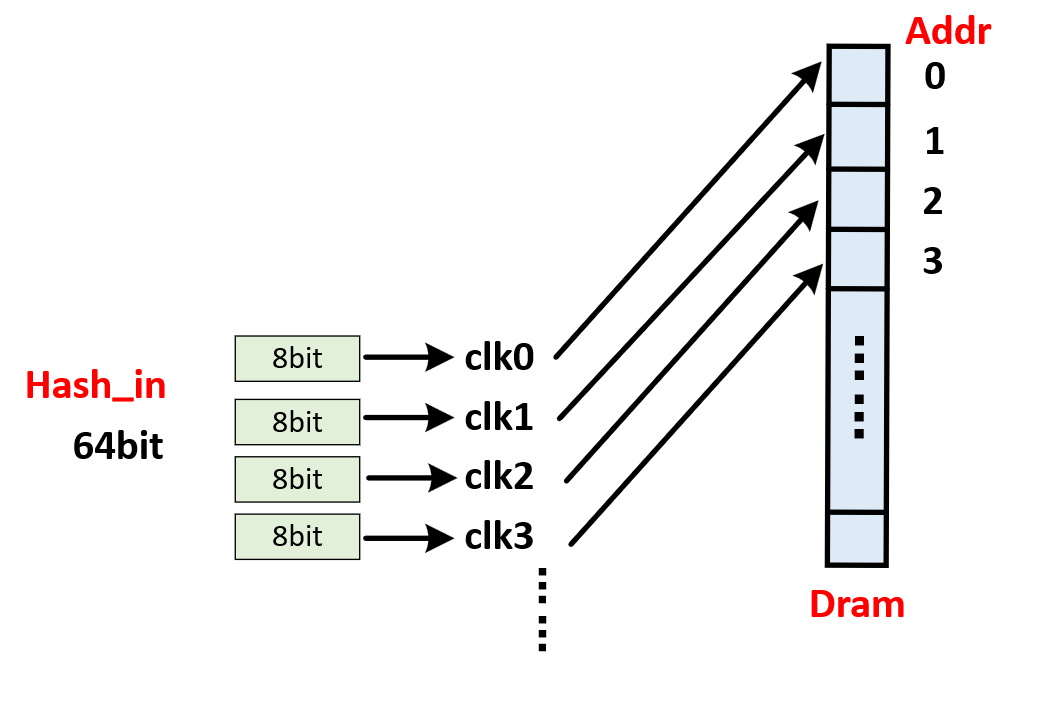 Addr
0
1
2
3
8bit
clk0
Hash_in
8bit
clk1
64bit
8bit
clk2
8bit
clk3
Dram